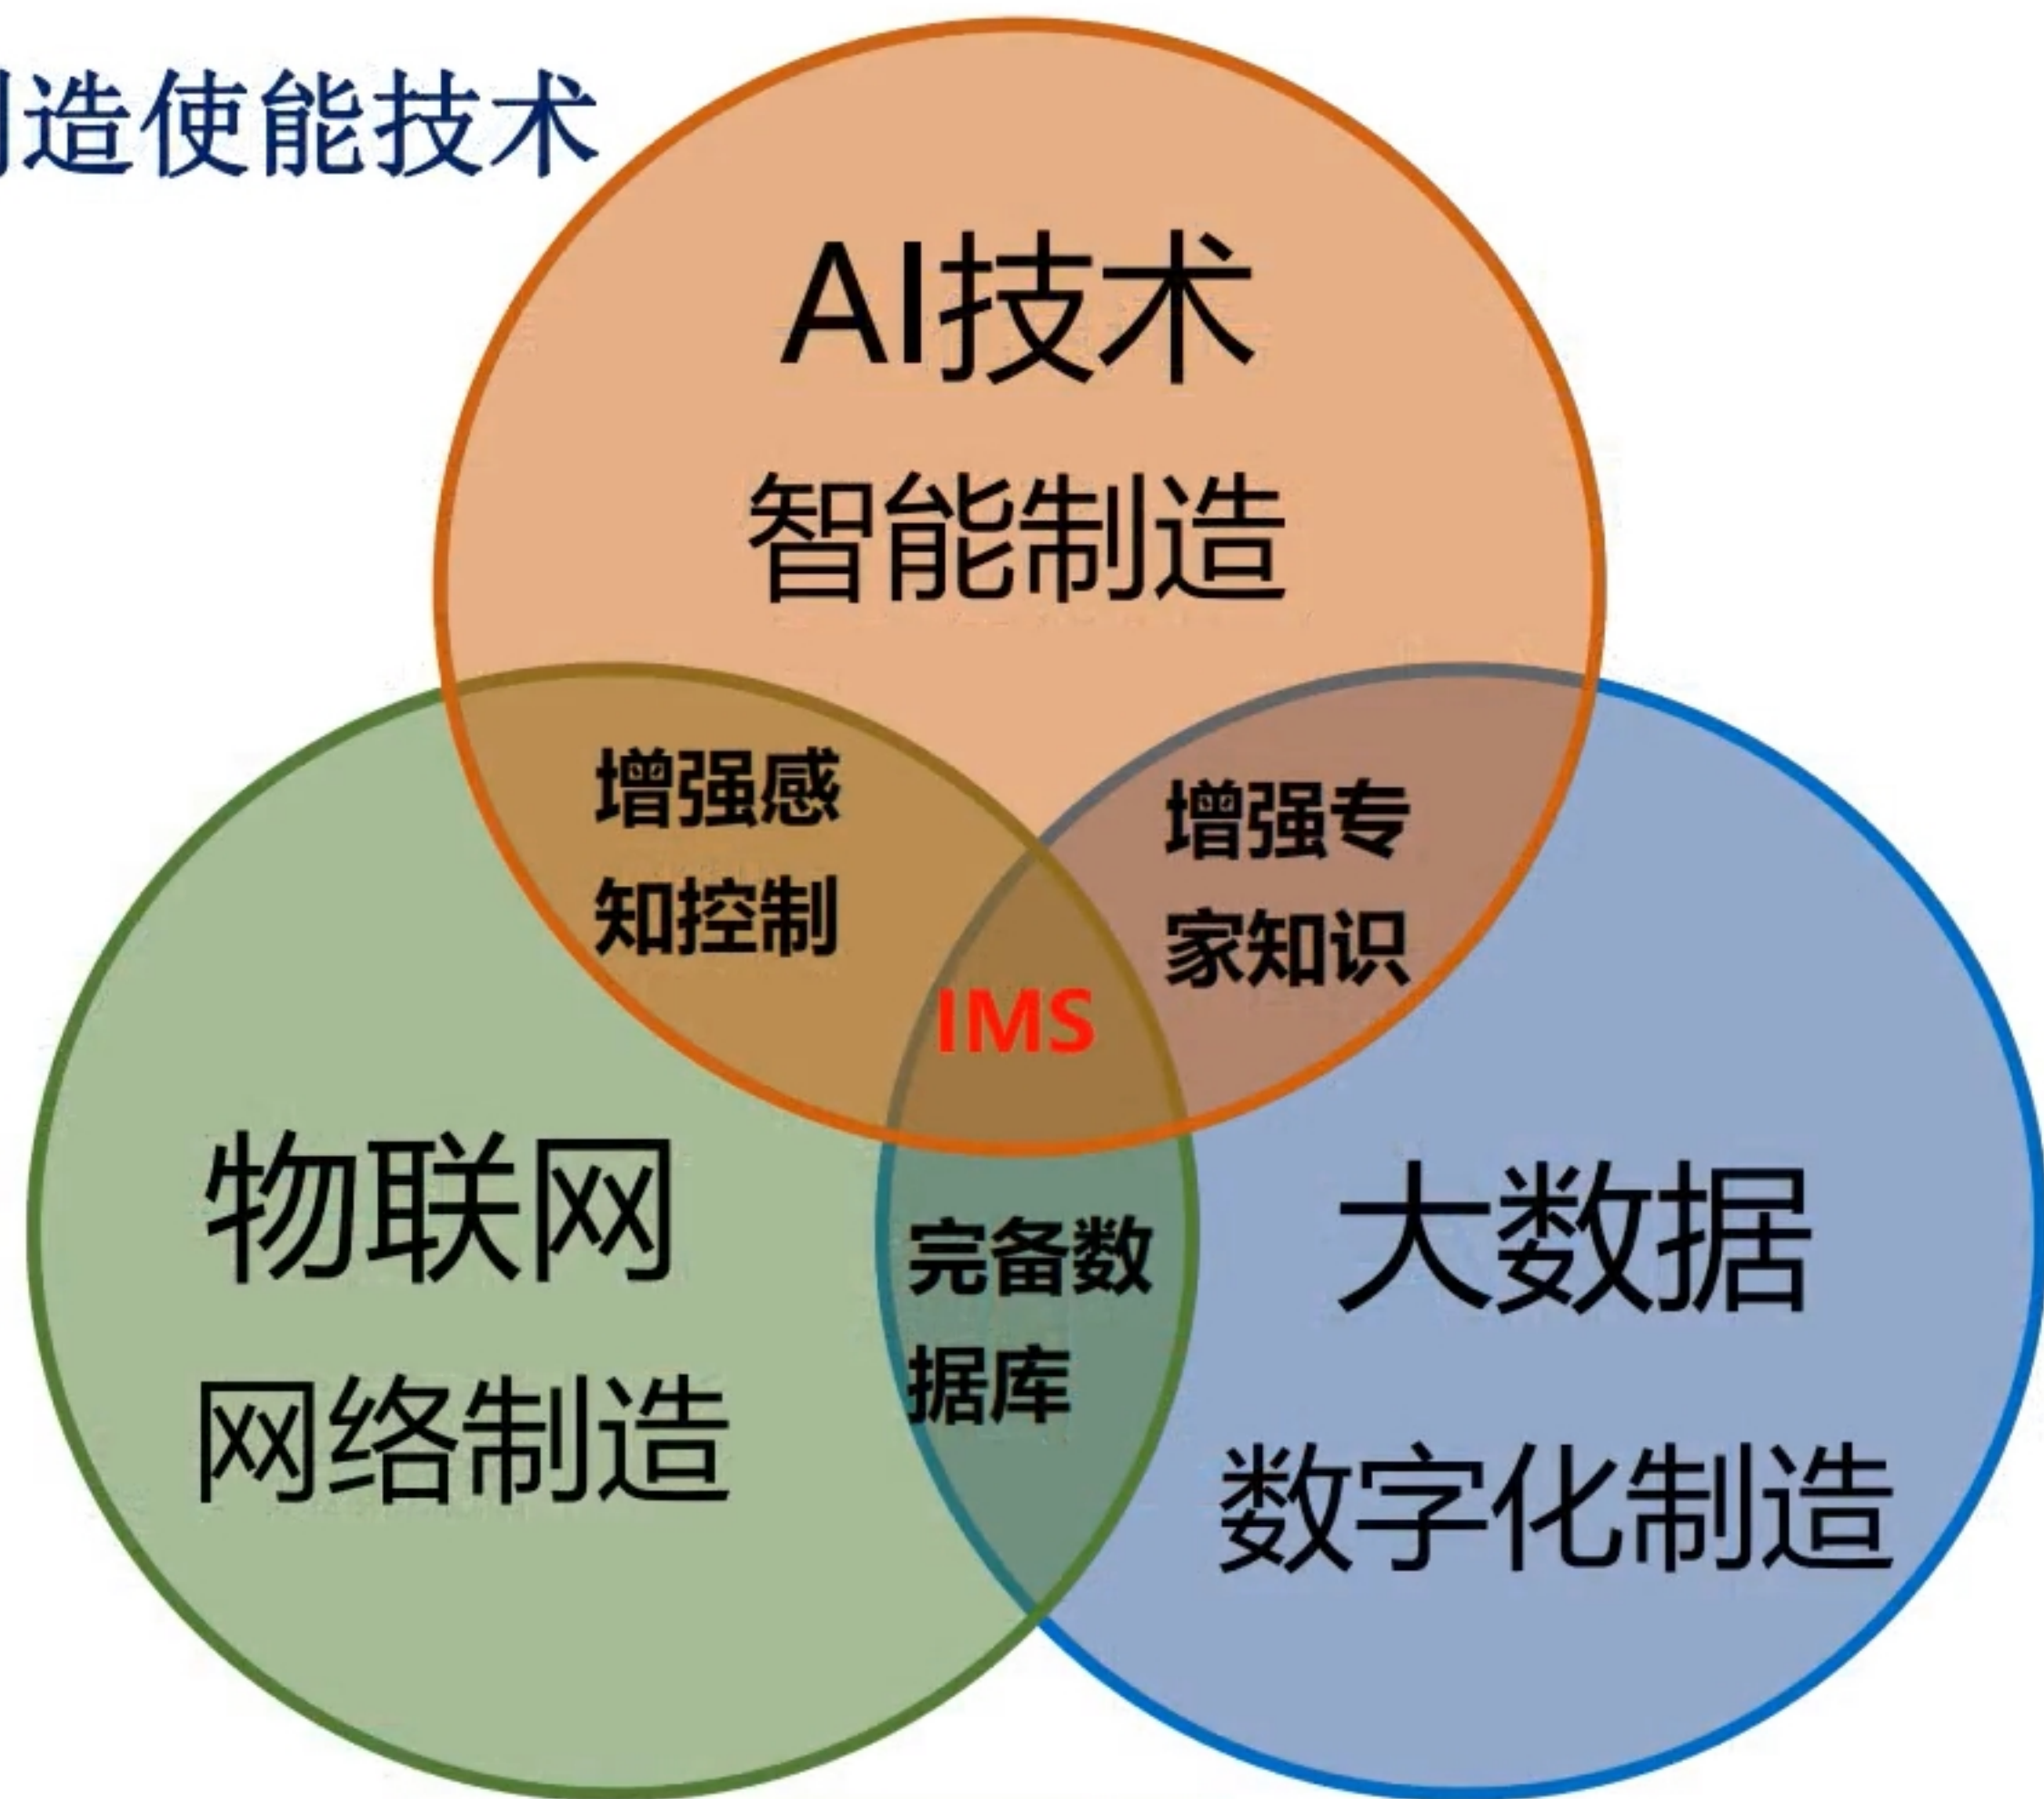 造使能技术
AI技术
智能制造
增强感
知控制
增强专
家知识
IMS
物联网
网络制造
完备数
据库
大数据
数字化制造